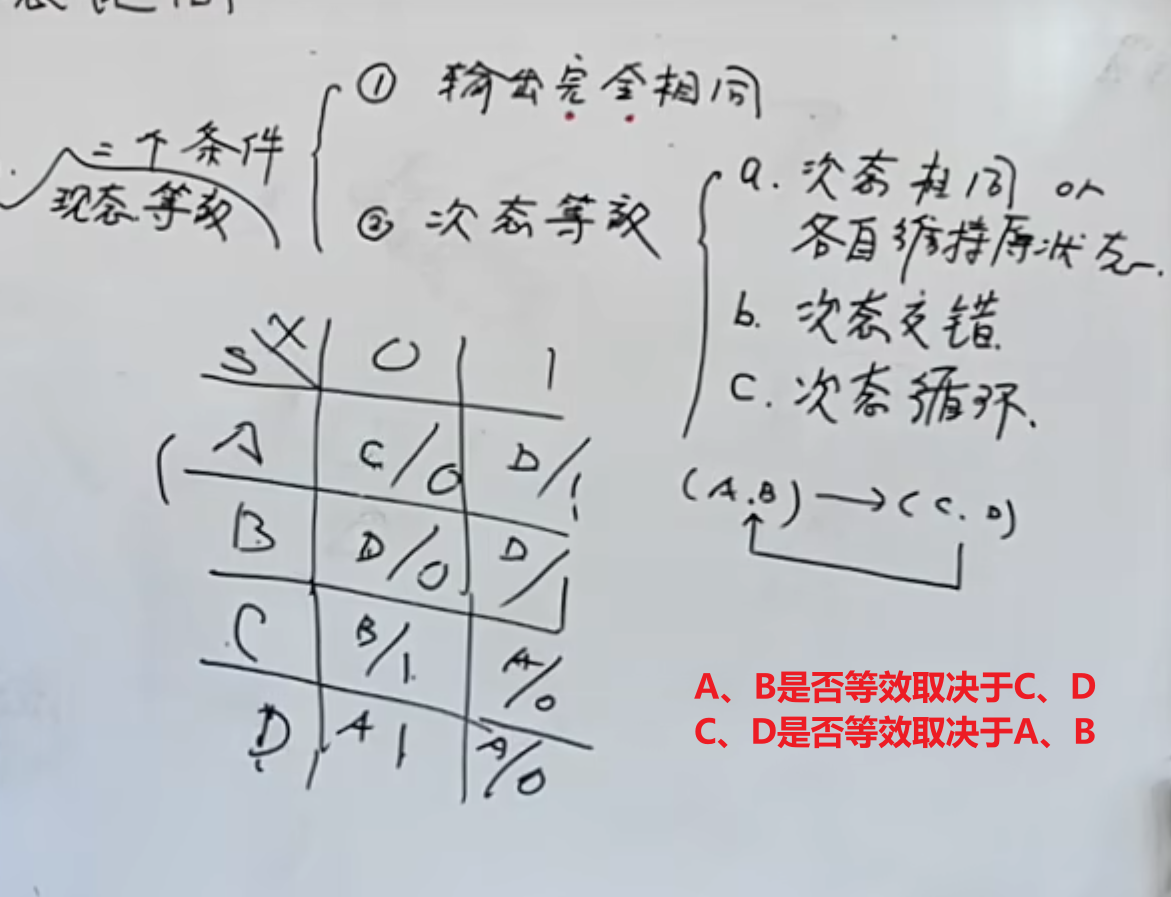 二个条件
现态等效
① 输出完全相同
② 次态等效
a. 次态相同 or
各自维持原状态.
b. 次态交错.
c. 次态循环.
S X 0 1
A C/0 D/1
B D/0 D/1
C B/1 A/0
D A 1 A/0
(A.B) → (C.D)
A、B是否等效取决于C、D
C、D是否等效取决于A、B